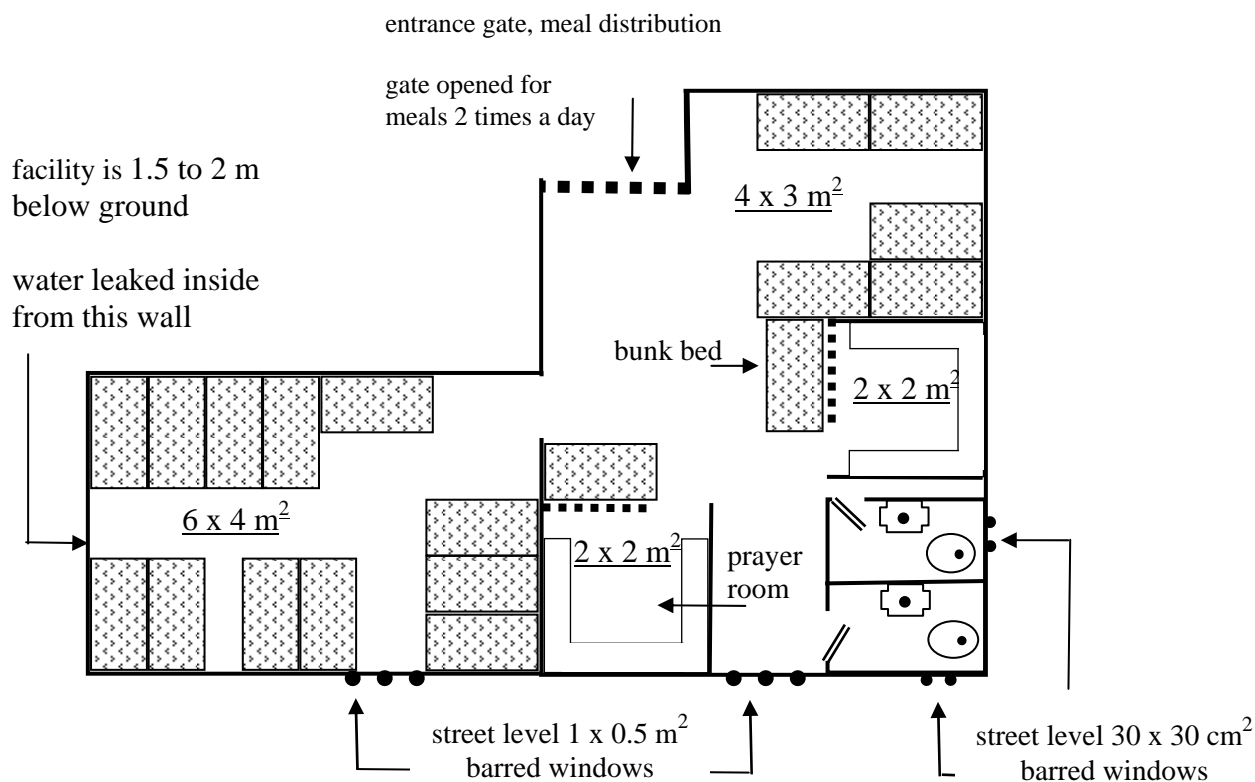 entrance gate, meal distribution
gate opened for
meals 2 times a day
facility is 1.5 to 2 m
below ground
water leaked inside
from this wall
4 x 3 m²
bunk bed
2 x 2 m²
6 x 4 m²
2 x 2 m²
prayer
room
street level 1 x 0.5 m²
barred windows
street level 30 x 30 cm²
barred windows